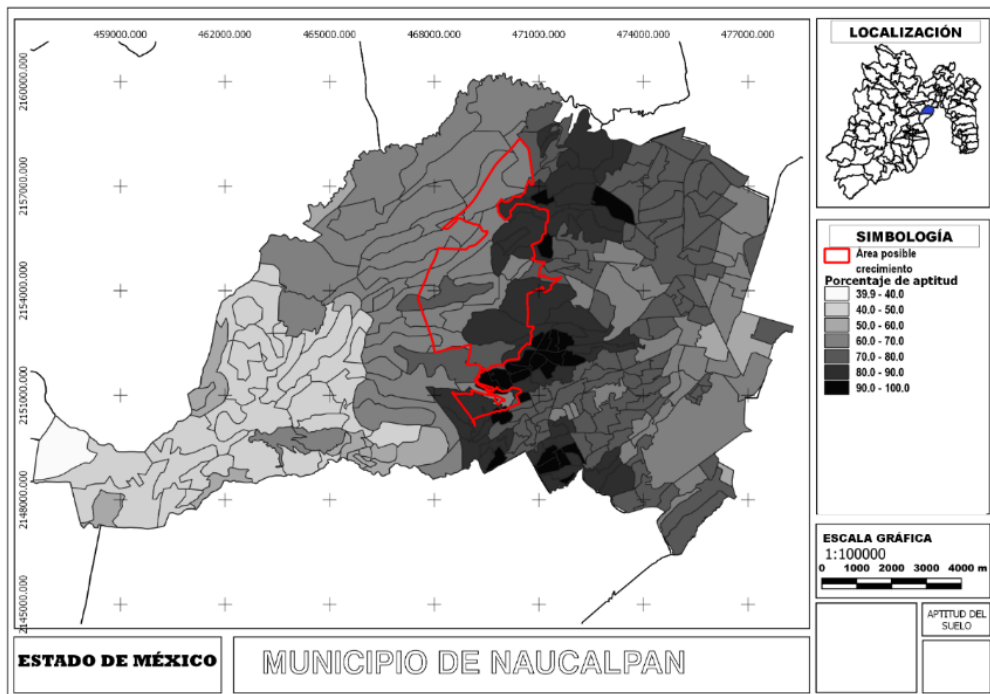 459000.000
462000.000
465000.000
468000.000
471000.000
474000.000
477000.000
2160000.000
2157000.000
2154000.000
2151000.000
2148000.000
2145000.000
LOCALIZACIÓN
SIMBOLOGÍA
Área posible
crecimiento
Porcentaje de aptitud
39.9 - 40.0
40.0 - 50.0
50.0 - 60.0
60.0 - 70.0
70.0 - 80.0
80.0 - 90.0
90.0 - 100.0
ESCALA GRÁFICA
1:100000
0 1000 2000 3000 4000 m
APTITUD DEL
SUELO
ESTADO DE MÉXICO
MUNICIPIO DE NAUCALPAN